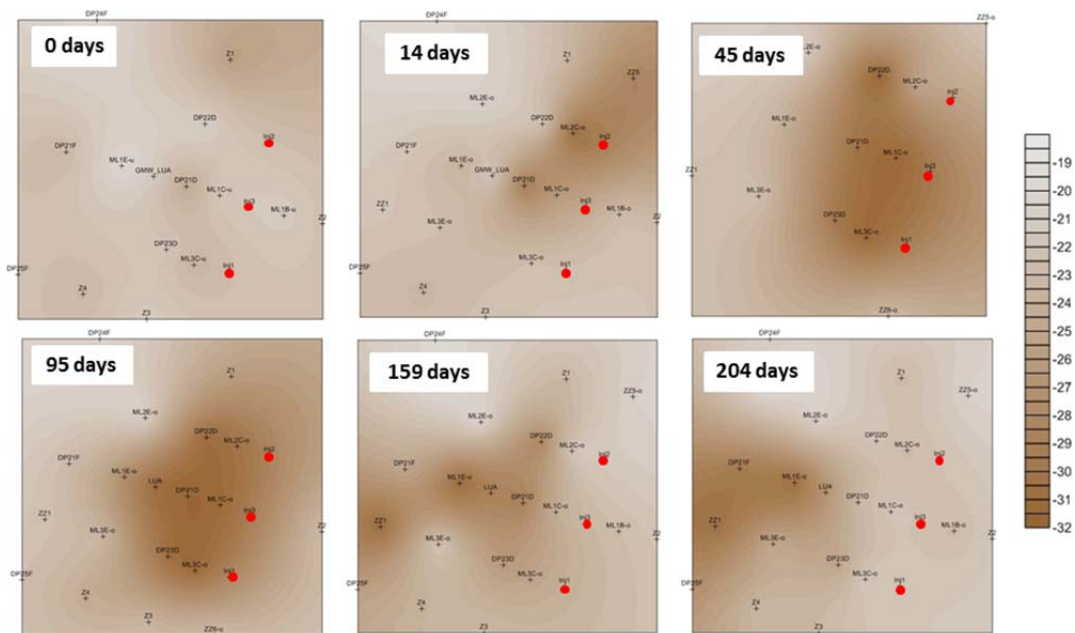 DP24F
0 days
Z1
DP22D
Inj2
DP21F
ML1E-u
GMW_LUA
DP21D
ML1C-u
Inj3
ML1B-u
Z2
DP23D
ML3C-o
Inj1
DP25F
Z4
Z3
DP24F
14 days
Z1
ZZ5
ML2E-o
DP22D
ML2C-o
Inj2
DP21F
ML1E-o
GMW_LUA
DP21D
ML1C-o
ZZ1
Inj3
ML1B-o
Z2
ML3E-o
ML3C-o
Inj1
DP25F
Z4
Z3
ZZ5-o
45 days
ML2E-o
DP22D
ML2C-o
Inj2
ML1E-o
DP21D
ML1C-o
Inj3
ZZ1
ML3E-o
DP23D
ML3C-o
Inj1
ZZ6-o
-19
-20
-21
-22
-23
-24
-25
-26
-27
-28
-29
-30
-31
-32
DP24F
95 days
Z1
ML2E-o
DP22D
ML2C-o
Inj2
DP21F
ML1E-o
LUA
DP21D
ML1C-o
Inj3
ZZ1
Z2
ML3E-o
DP23D
ML3C-o
Inj1
DP25F
Z4
Z3
ZZ6-o
DP24F
159 days
Z1
ZZ5-o
ML2E-o
DP22D
ML2C-o
Inj2
DP21F
ML1E-o
LUA
DP21D
ML1C-o
Inj3
ML1B-o
ZZ1
Z2
ML3E-o
DP23D
ML3C-o
Inj1
DP25F
Z4
Z3
DP24F
204 days
Z1
ZZ5-o
ML2E-o
DP22D
ML2C-o
Inj2
DP21F
ML1E-o
LUA
DP21D
ML1C-o
Inj3
ML1B-o
ZZ1
Z2
ML3E-o
DP23D
ML3C-o
Inj1
DP25F
Z4
Z3